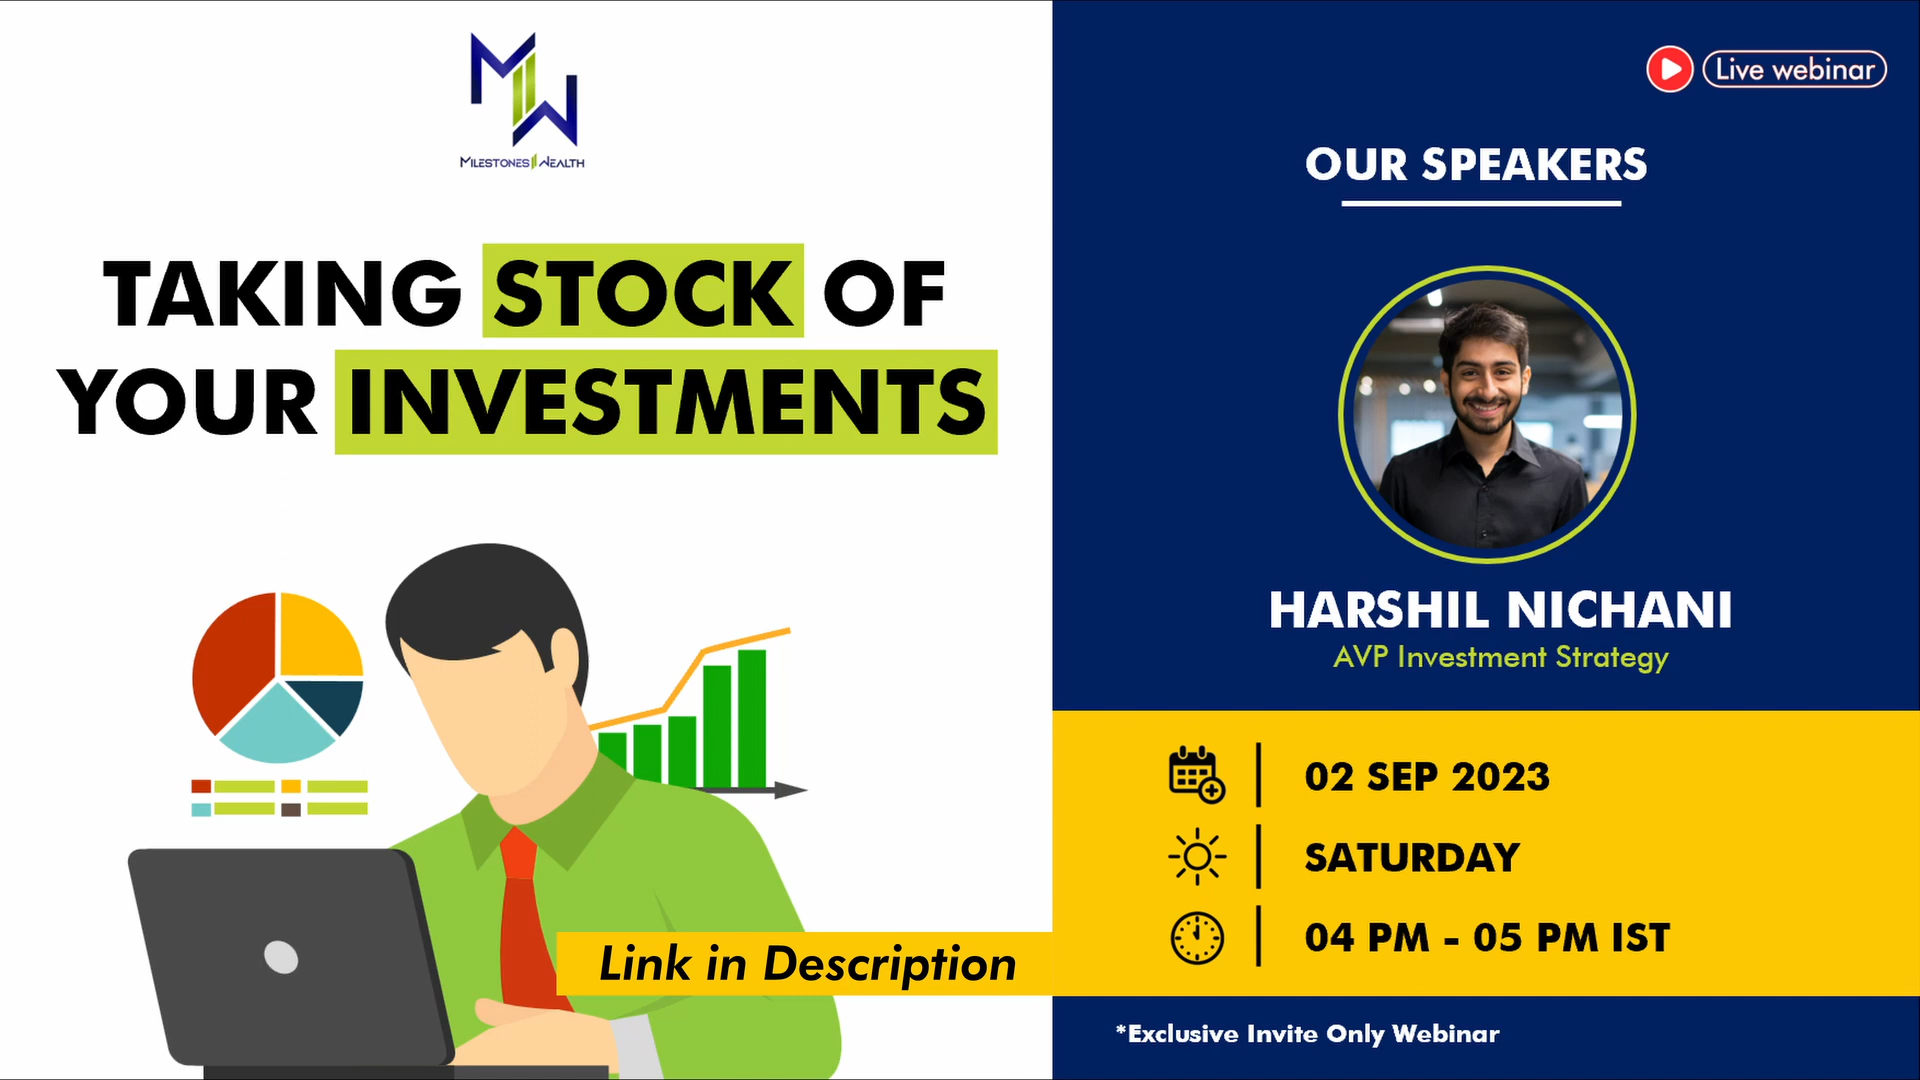 MILESTONES WEALTH
TAKING STOCK OF
YOUR INVESTMENTS
Link in Description
Live webinar
OUR SPEAKERS
HARSHIL NICHANI
AVP Investment Strategy
02 SEP 2023
SATURDAY
04 PM - 05 PM IST
*Exclusive Invite Only Webinar